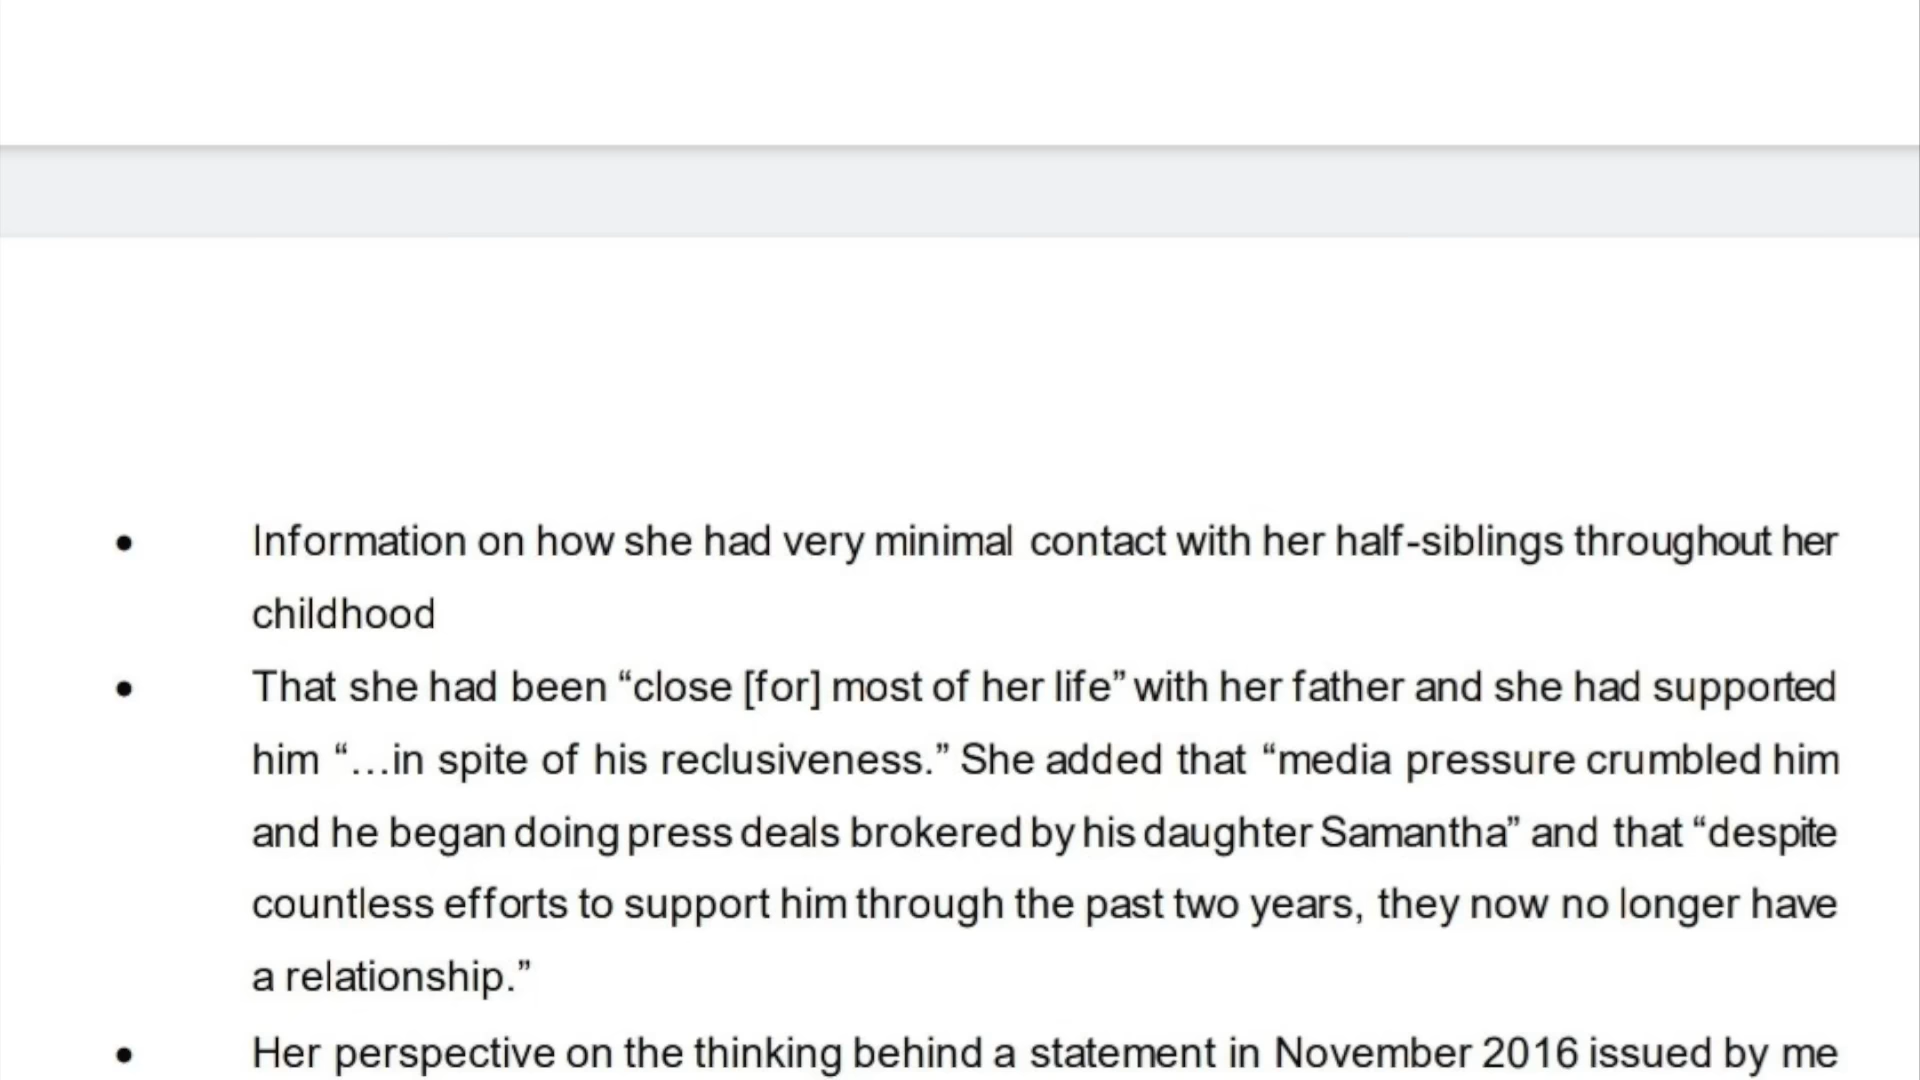 • Information on how she had very minimal contact with her half-siblings throughout her
childhood
• That she had been “close [for] most of her life” with her father and she had supported
him “…in spite of his reclusiveness.” She added that “media pressure crumbled him
and he began doing press deals brokered by his daughter Samantha” and that “despite
countless efforts to support him through the past two years, they now no longer have
a relationship.”
• Her perspective on the thinking behind a statement in November 2016 issued by me